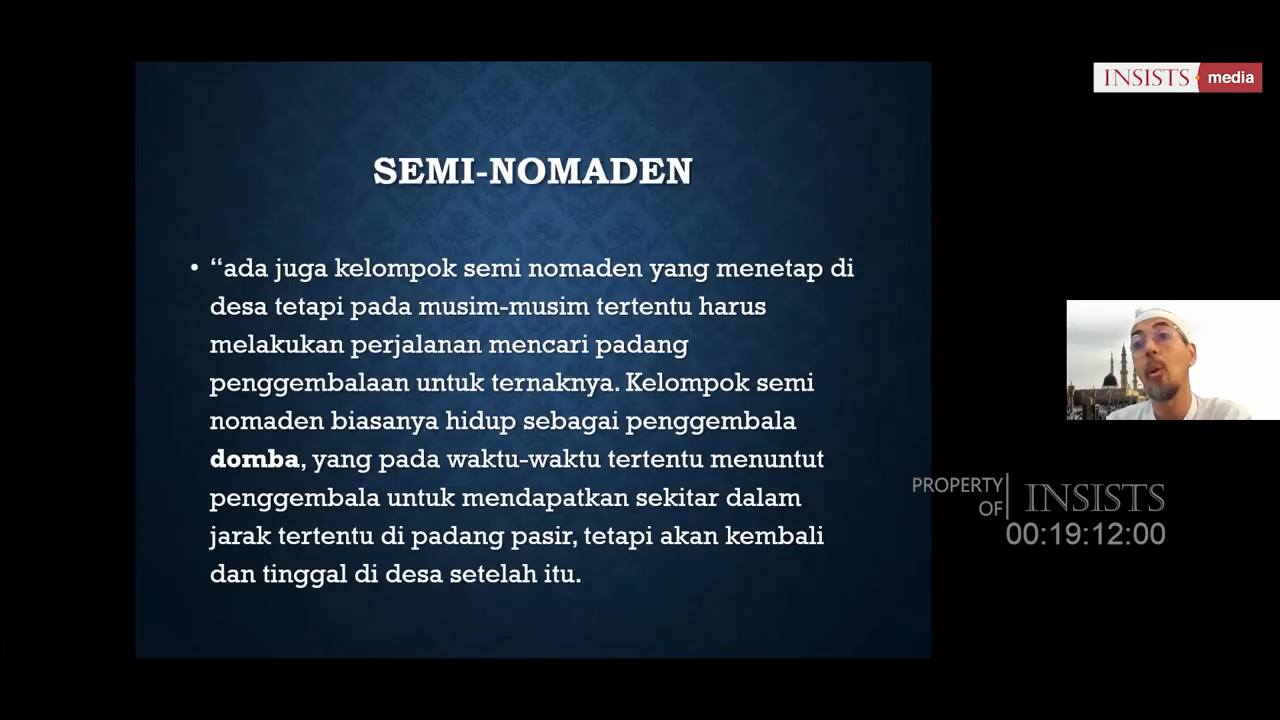 INSISTS media
SEMI-NOMADEN
• “ada juga kelompok semi nomaden yang menetap di
desa tetapi pada musim-musim tertentu harus
melakukan perjalanan mencari padang
penggembalaan untuk ternaknya. Kelompok semi
nomaden biasanya hidup sebagai penggembala
domba, yang pada waktu-waktu tertentu menuntut
penggembala untuk mendapatkan sekitar dalam
jarak tertentu di padang pasir, tetapi akan kembali
dan tinggal di desa setelah itu.
PROPERTY OF INSISTS
00:19:12:00